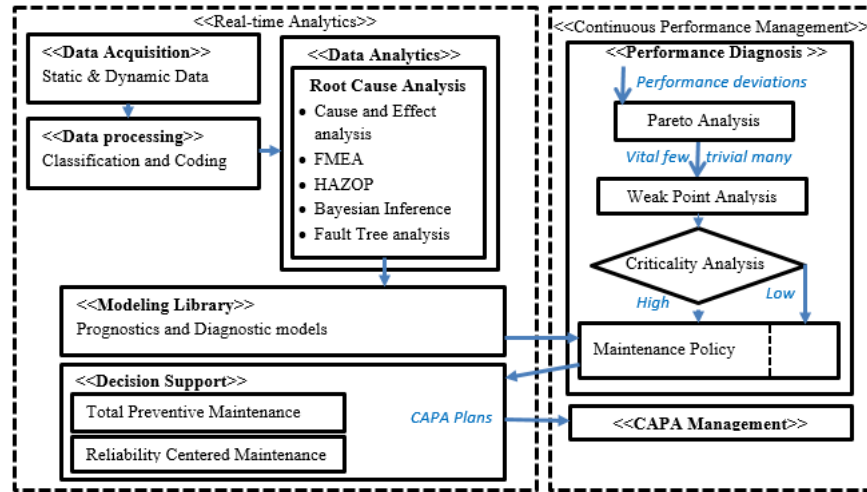 <<Real-time Analytics>>
<<Data Acquisition>>
Static & Dynamic Data
<<Data processing>>
Classification and Coding
<<Data Analytics>>
Root Cause Analysis
• Cause and Effect
analysis
• FMEA
• HAZOP
• Bayesian Inference
• Fault Tree analysis
<<Modeling Library>>
Prognostics and Diagnostic models
<<Decision Support>>
Total Preventive Maintenance
Reliability Centered Maintenance
CAPA Plans
<<Continuous Performance Management>>
<<Performance Diagnosis >>
Performance deviations
Pareto Analysis
Vital few trivial many
Weak Point Analysis
Criticality Analysis
High
Low
Maintenance Policy
<<CAPA Management>>